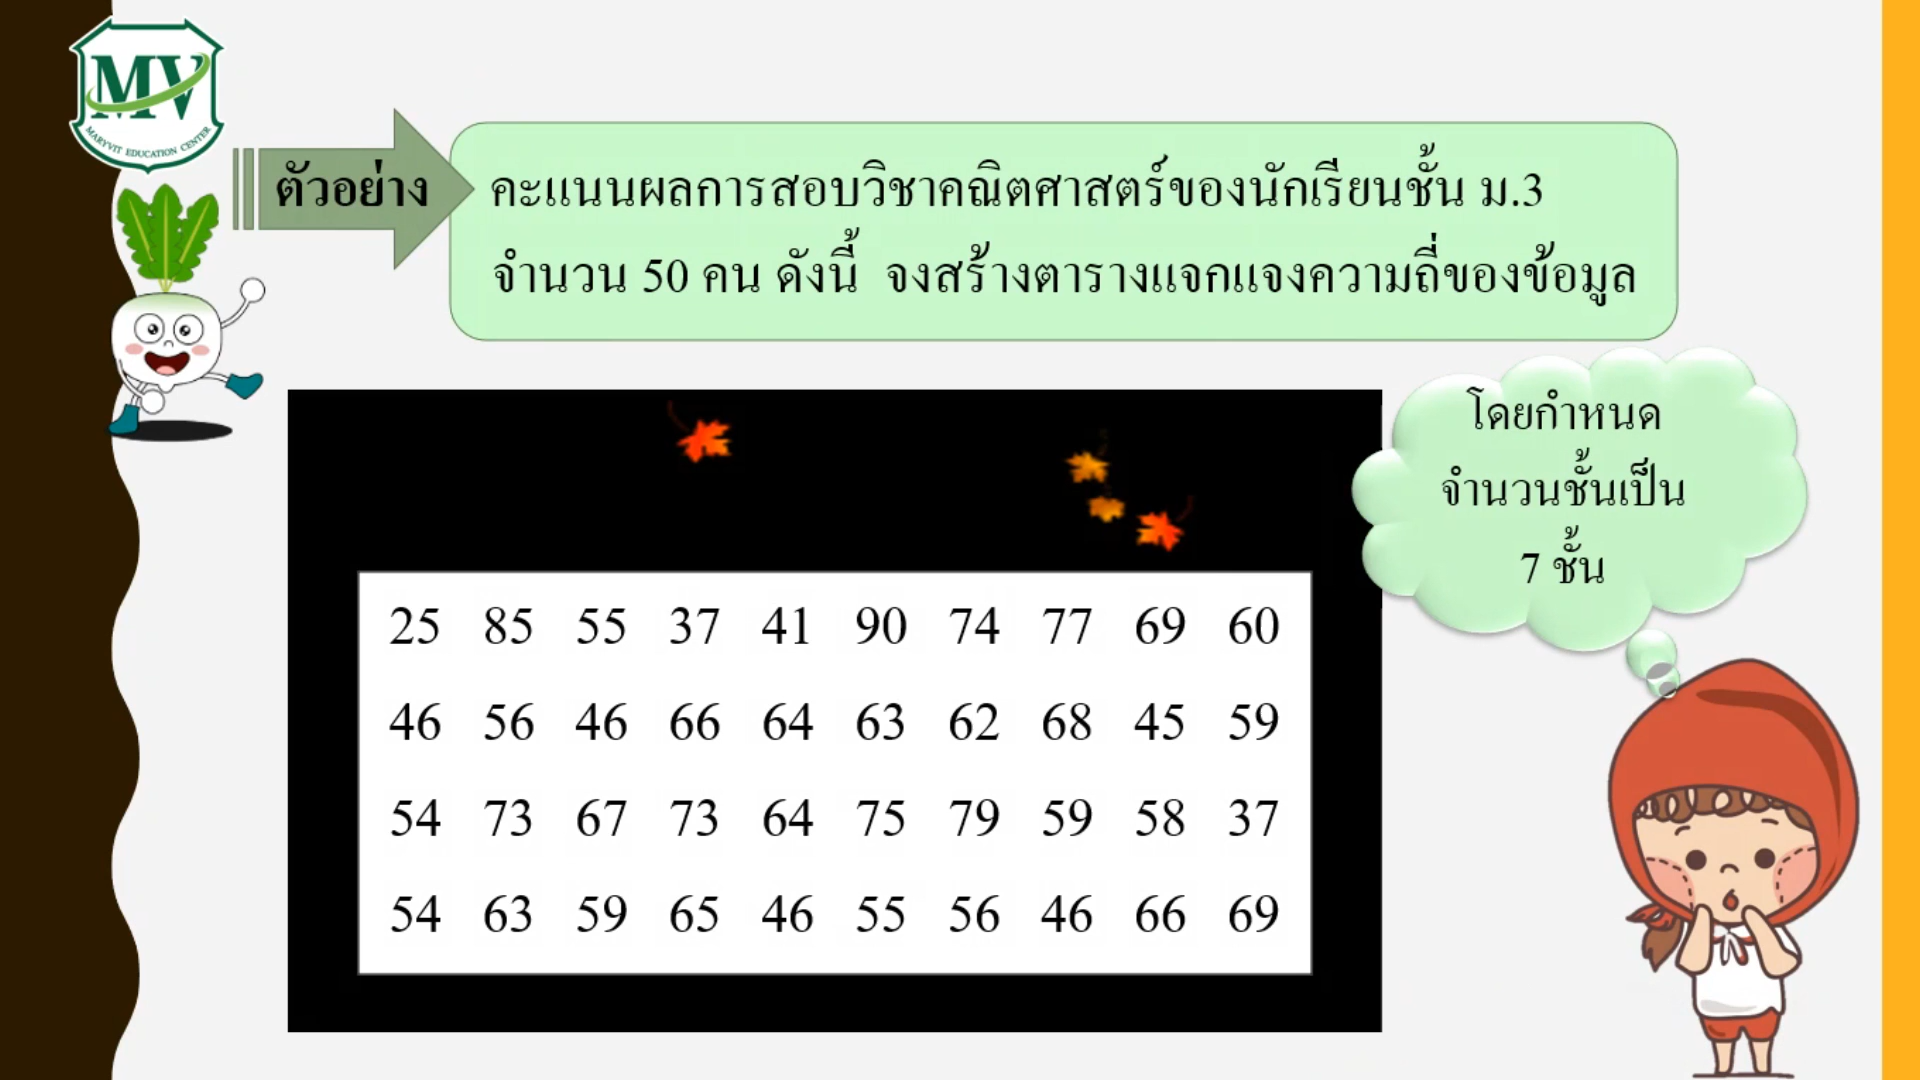 MV
MARYVIT EDUCATION CENTER
ตัวอย่าง
คะแนนผลการสอบวิชาคณิตศาสตร์ของนักเรียนชั้น ม.3
จำนวน 50 คน ดังนี้ จงสร้างตารางแจกแจงความถี่ของข้อมูล
โดยกำหนด
จำนวนชั้นเป็น
7 ชั้น
25 85 55 37 41 90 74 77 69 60
46 56 46 66 64 63 62 68 45 59
54 73 67 73 64 75 79 59 58 37
54 63 59 65 46 55 56 46 66 69